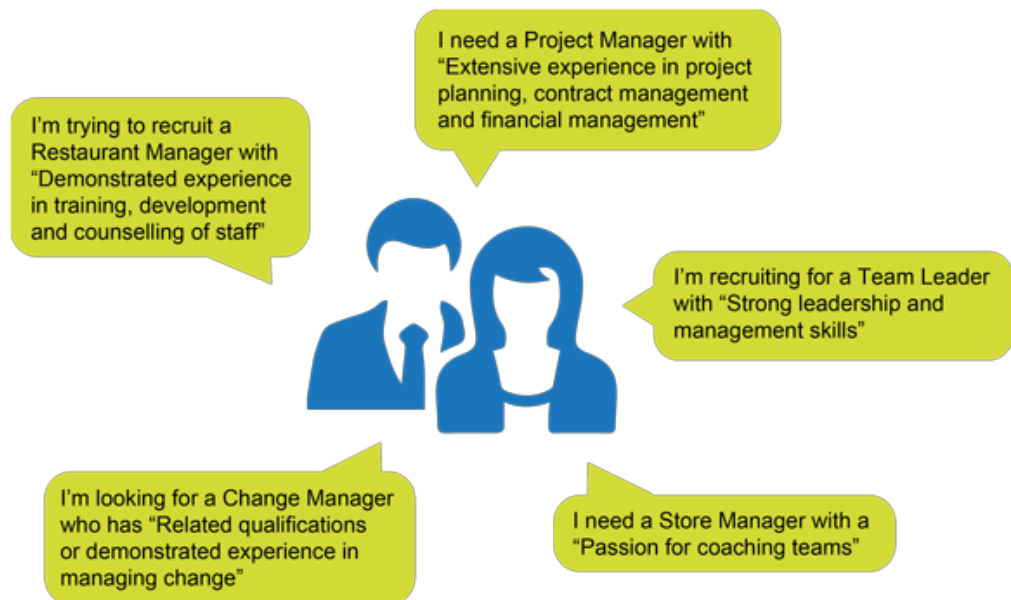 I need a Project Manager with
“Extensive experience in project
planning, contract management
and financial management”
I’m trying to recruit a
Restaurant Manager with
“Demonstrated experience
in training, development
and counselling of staff”
I’m recruiting for a Team Leader
with “Strong leadership and
management skills”
I’m looking for a Change Manager
who has “Related qualifications
or demonstrated experience in
managing change”
I need a Store Manager with a
“Passion for coaching teams”